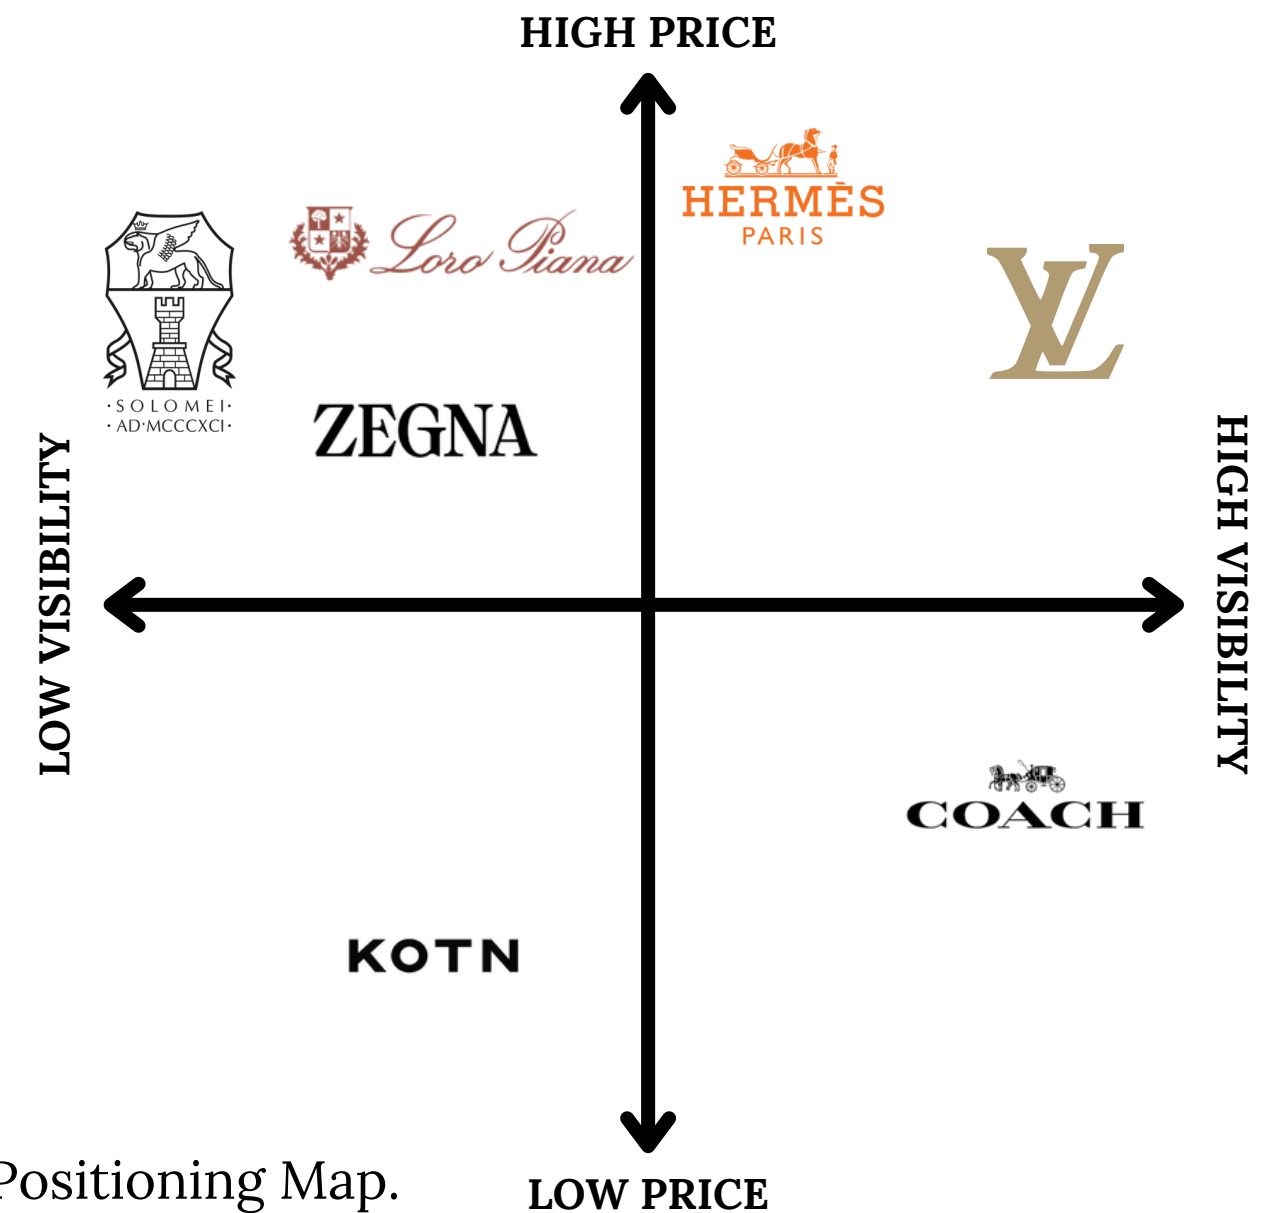 HIGH PRICE
HERMÈS
PARIS
Loro Piana
LV
·SOLOMEI·
·AD·MCCCXCI·
ZEGNA
LOW VISIBILITY
HIGH VISIBILITY
COACH
KOTN
Positioning Map.
LOW PRICE